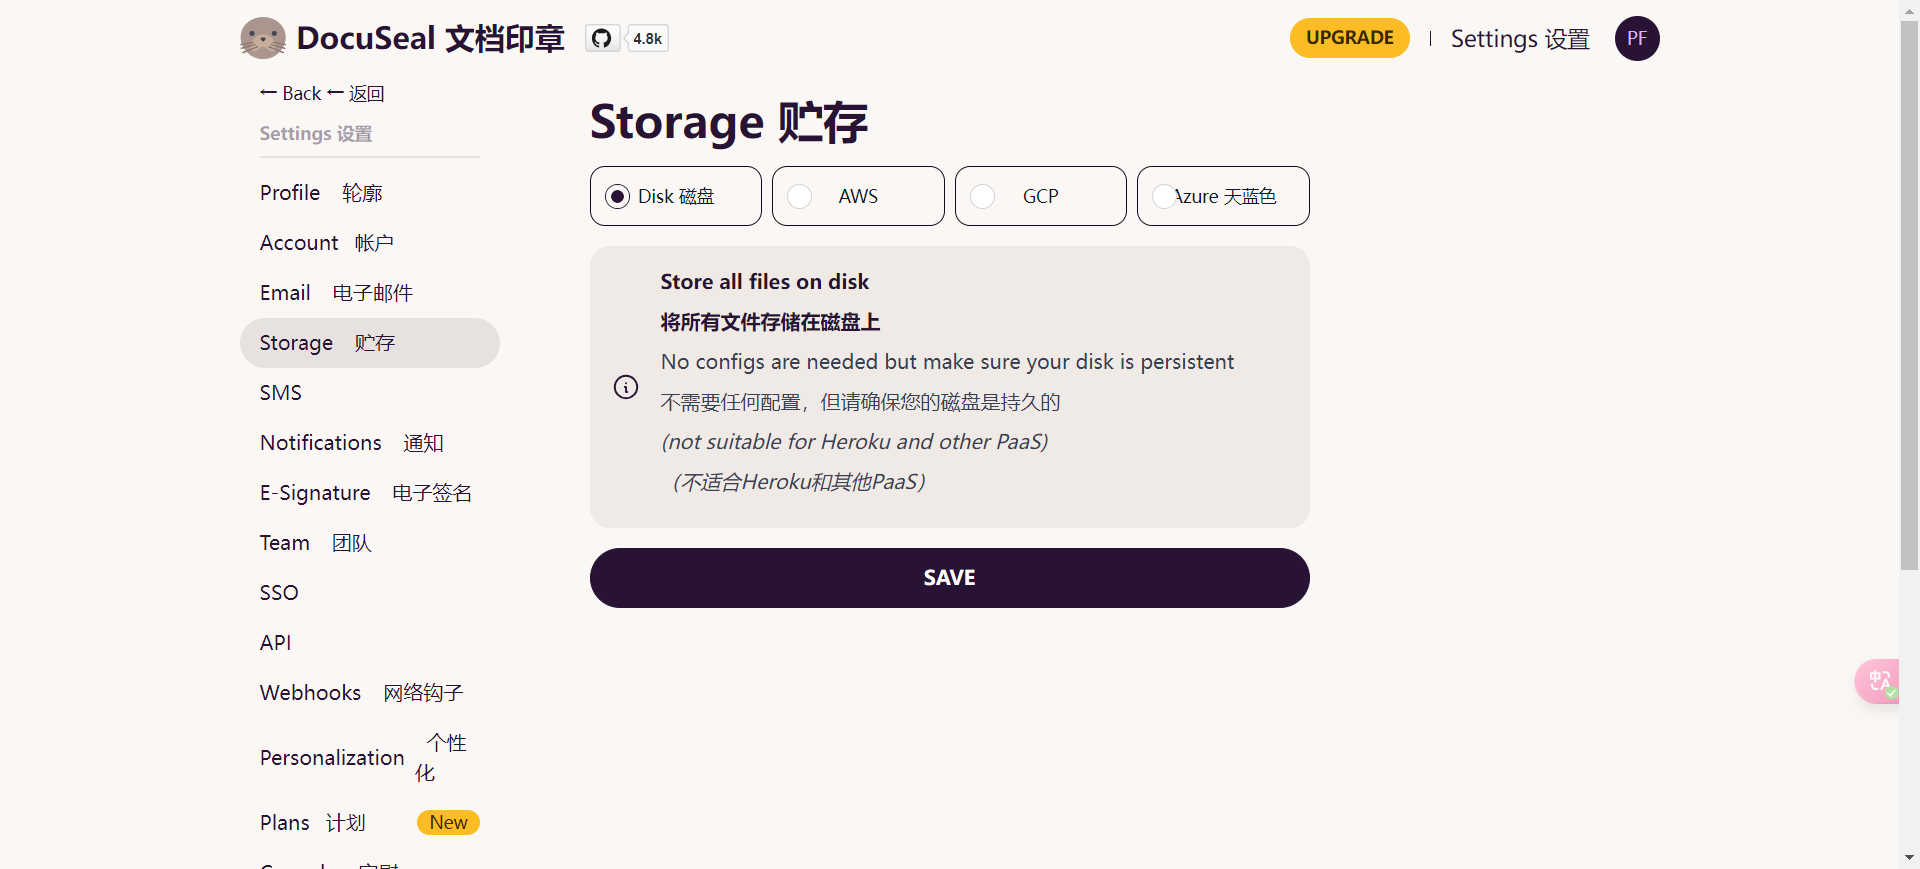 DocuSeal 文档印章
4.8k
UPGRADE
Settings 设置
PF
← Back ← 返回
Settings 设置
Profile 轮廓
Account 帐户
Email 电子邮件
Storage 贮存
SMS
Notifications 通知
E-Signature 电子签名
Team 团队
SSO
API
Webhooks 网络钩子
Personalization 个性
化
Plans 计划
New
Storage 贮存
Disk 磁盘
AWS
GCP
Azure 天蓝色
Store all files on disk
将所有文件存储在磁盘上
No configs are needed but make sure your disk is persistent
不需要任何配置，但请确保您的磁盘是持久的
(not suitable for Heroku and other PaaS)
（不适合Heroku和其他PaaS）
SAVE